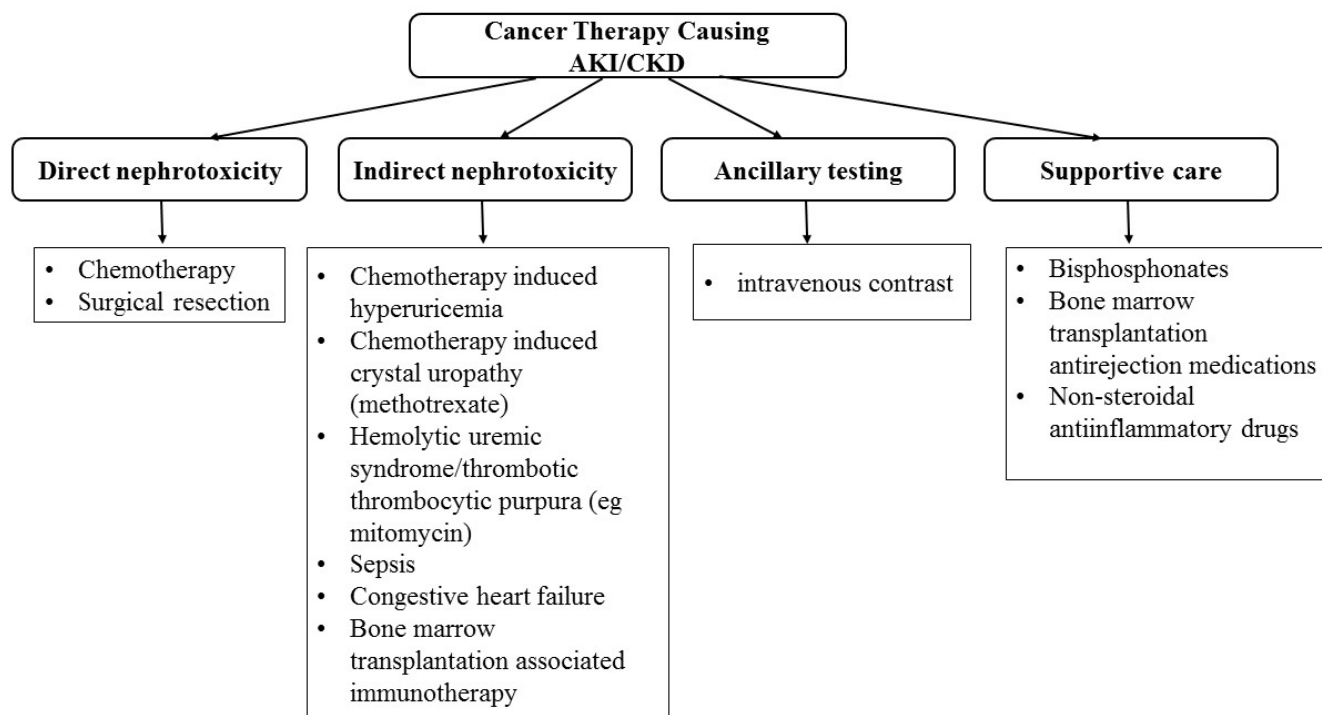 Cancer Therapy Causing
AKI/CKD
Direct nephrotoxicity
Indirect nephrotoxicity
Ancillary testing
Supportive care
• Chemotherapy
• Surgical resection
• Chemotherapy induced
hyperuricemia
• Chemotherapy induced
crystal uropathy
(methotrexate)
• Hemolytic uremic
syndrome/thrombotic
thrombocytic purpura (eg
mitomycin)
• Sepsis
• Congestive heart failure
• Bone marrow
transplantation associated
immunotherapy
• intravenous contrast
• Bisphosphonates
• Bone marrow
transplantation
antirejection medications
• Non-steroidal
antiinflammatory drugs